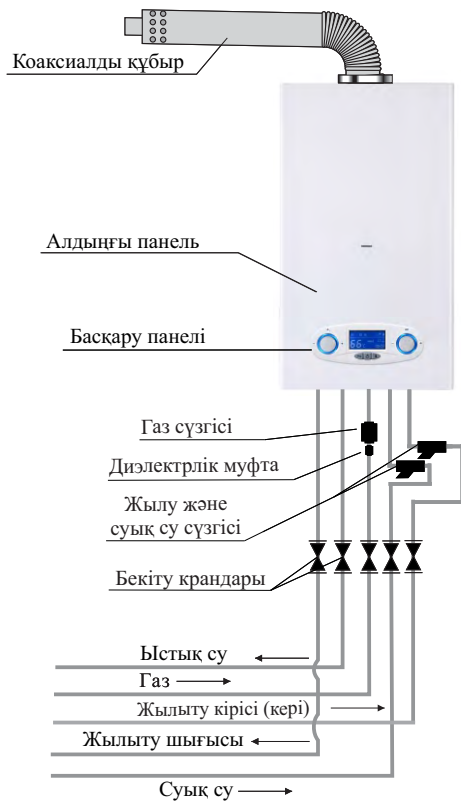 Коаксиалды құбыр
Алдыңғы панель
Басқару панелі
Газ сүзгісі
Диэлектрлік муфта
Жылу және
суық су сүзгісі
Бекіту крандары
Ыстық су
Газ
Жылыту кірісі (кері)
Жылыту шығысы
Суық су